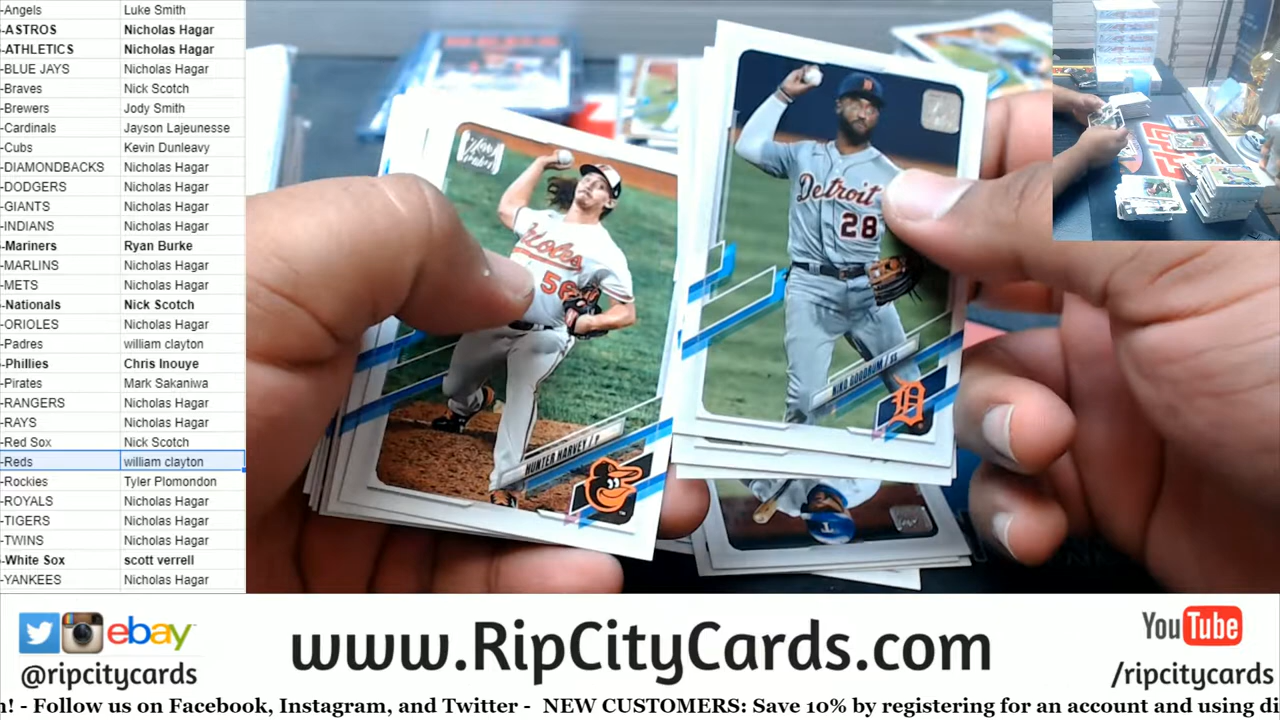 -Angels Luke Smith
-ASTROS Nicholas Hagar
-ATHLETICS Nicholas Hagar
-BLUE JAYS Nicholas Hagar
-Braves Nick Scotch
-Brewers Jody Smith
-Cardinals Jayson Lajeunesse
-Cubs Kevin Dunleavy
-DIAMONDBACKS Nicholas Hagar
-DODGERS Nicholas Hagar
-GIANTS Nicholas Hagar
-INDIANS Nicholas Hagar
-Mariners Ryan Burke
-MARLINS Nicholas Hagar
-METS Nicholas Hagar
-Nationals Nick Scotch
-ORIOLES Nicholas Hagar
-Padres william clayton
-Phillies Chris Inouye
-Pirates Mark Sakaniwa
-RANGERS Nicholas Hagar
-RAYS Nicholas Hagar
-Red Sox Nick Scotch
-Reds william clayton
-Rockies Tyler Plomondon
-ROYALS Nicholas Hagar
-TIGERS Nicholas Hagar
-TWINS Nicholas Hagar
-White Sox scott verrell
-YANKEES Nicholas Hagar
56
HUNTER HARVEY / P
Detroit
28
NIKO GOODRUM / SS
D
T
ebay
@ripcitycards
www.RipCityCards.com
YouTube
/ripcitycards
n! - Follow us on Facebook, Instagram, and Twitter - NEW CUSTOMERS: Save 10% by registering for an account and using di